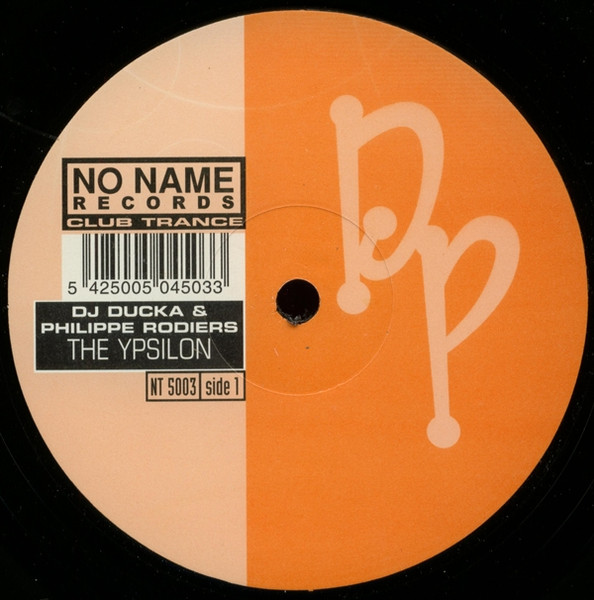 NO NAME
RECORDS
CLUB TRANCE
5 425005 045033
DJ DUCKA &
PHILIPPE RODIERS
THE YPSILON
NT 5003 side 1